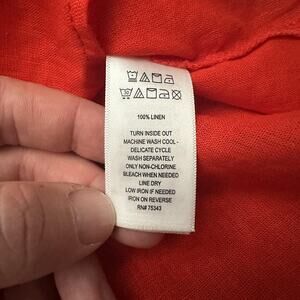 100% LINEN
TURN INSIDE OUT
MACHINE WASH COOL -
DELICATE CYCLE
WASH SEPARATELY
ONLY NON-CHLORINE
BLEACH WHEN NEEDED
LINE DRY
LOW IRON IF NEEDED
IRON ON REVERSE
RN# 75343